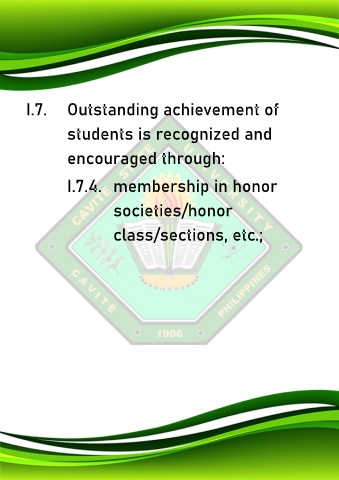 I.7. Outstanding achievement of
students is recognized and
encouraged through:
I.7.4. membership in honor
societies/honor
class/sections, etc.;
CAVITE STATE UNIVERSITY
CAVITE
PHILIPPINES
1906